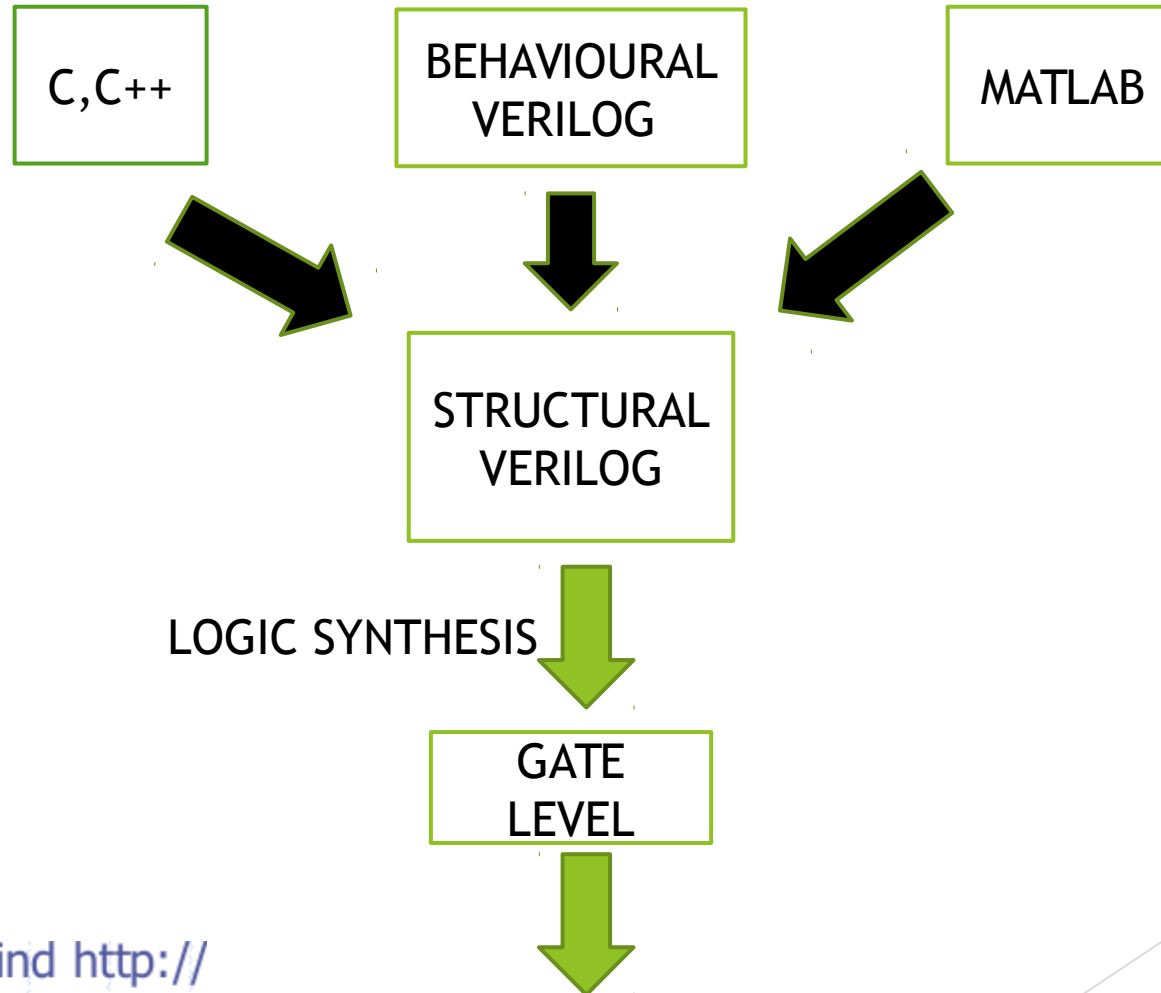 C,C++
BEHAVIOURAL
VERILOG
MATLAB
STRUCTURAL
VERILOG
LOGIC SYNTHESIS
GATE
LEVEL
ind http://